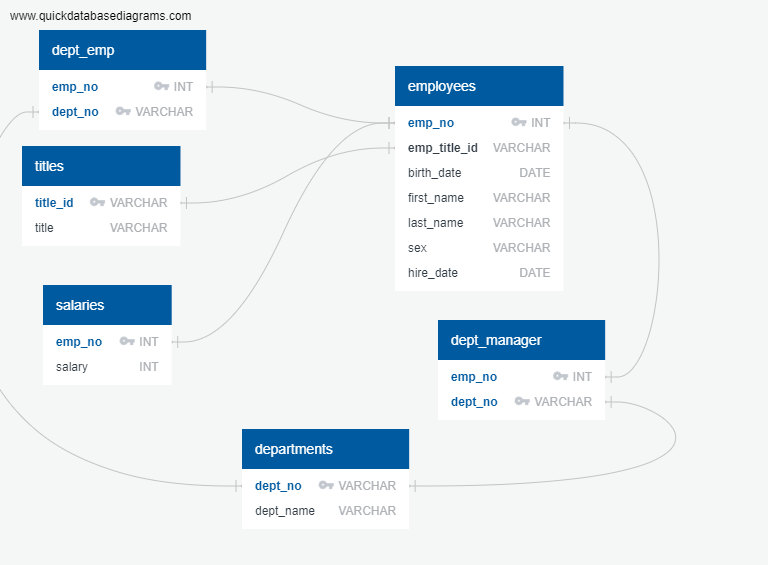 www.quickdatabasediagrams.com
dept_emp
emp_no INT
dept_no VARCHAR
titles
title_id VARCHAR
title VARCHAR
salaries
emp_no INT
salary INT
employees
emp_no INT
emp_title_id VARCHAR
birth_date DATE
first_name VARCHAR
last_name VARCHAR
sex VARCHAR
hire_date DATE
dept_manager
emp_no INT
dept_no VARCHAR
departments
dept_no VARCHAR
dept_name VARCHAR